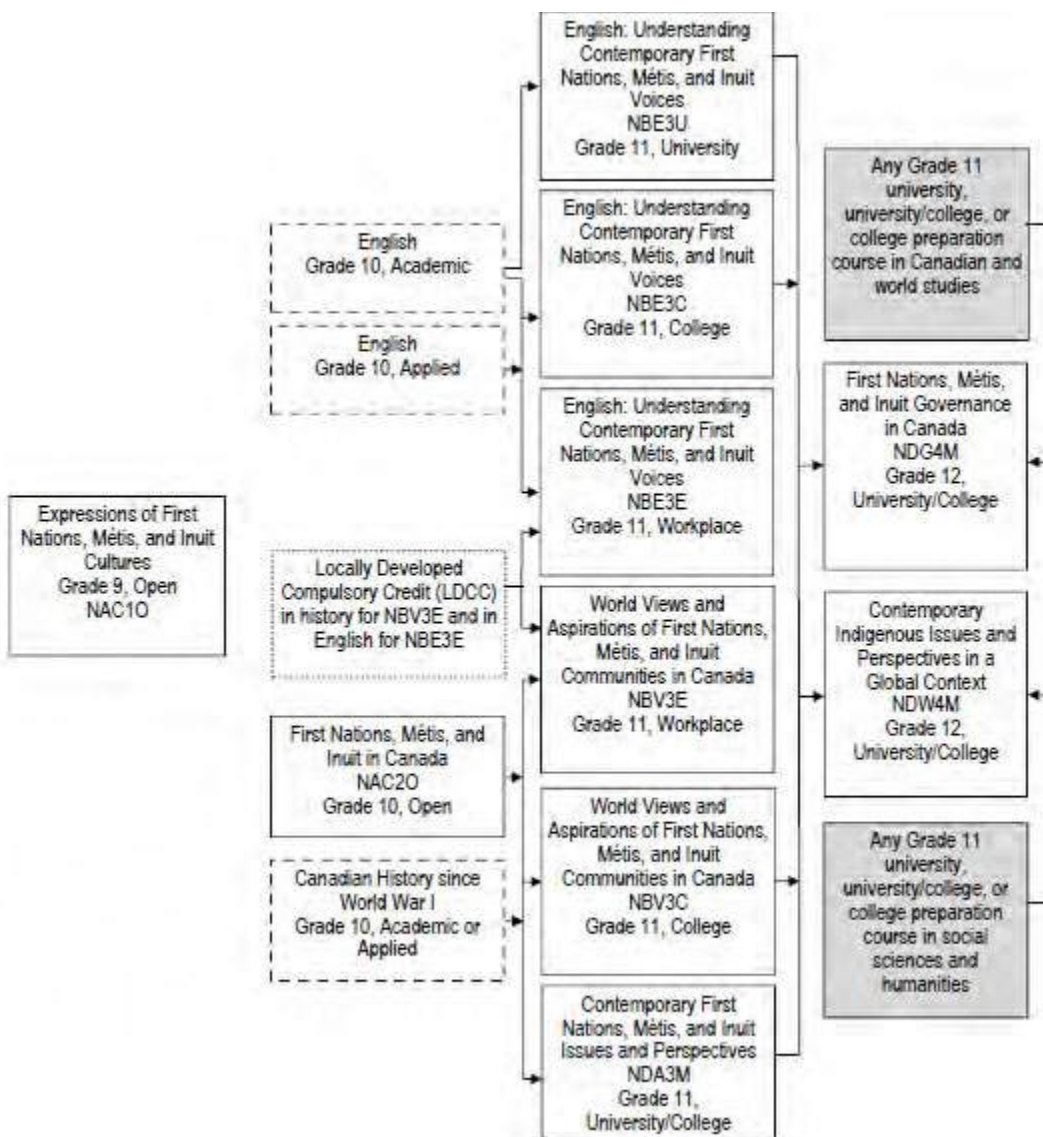 Expressions of First
Nations, Métis, and Inuit
Cultures
Grade 9, Open
NAC1O
English
Grade 10, Academic
English
Grade 10, Applied
Locally Developed
Compulsory Credit (LDCC)
in history for NBV3E and in
English for NBE3E
First Nations, Métis, and
Inuit in Canada
NAC2O
Grade 10, Open
Canadian History since
World War I
Grade 10, Academic or
Applied
English: Understanding
Contemporary First
Nations, Métis, and Inuit
Voices
NBE3U
Grade 11, University
English: Understanding
Contemporary First
Nations, Métis, and Inuit
Voices
NBE3C
Grade 11, College
English: Understanding
Contemporary First
Nations, Métis, and Inuit
Voices
NBE3E
Grade 11, Workplace
World Views and
Aspirations of First Nations,
Métis, and Inuit
Communities in Canada
NBV3E
Grade 11, Workplace
World Views and
Aspirations of First Nations,
Métis, and Inuit
Communities in Canada
NBV3C
Grade 11, College
Contemporary First
Nations, Métis, and Inuit
Issues and Perspectives
NDA3M
Grade 11,
University/College
Any Grade 11
university,
university/college, or
college preparation
course in Canadian and
world studies
First Nations, Métis,
and Inuit Governance
in Canada
NDG4M
Grade 12,
University/College
Contemporary
Indigenous Issues and
Perspectives in a
Global Context
NDW4M
Grade 12,
University/College
Any Grade 11
university,
university/college, or
college preparation
course in social
sciences and
humanities